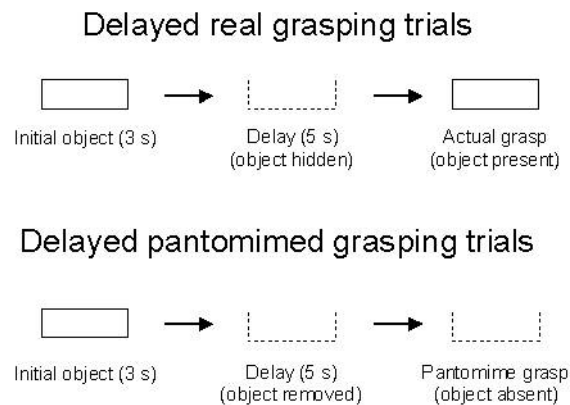 Delayed real grasping trials
Initial object (3 s)
Delay (5 s)
(object hidden)
Actual grasp
(object present)
Delayed pantomimed grasping trials
Initial object (3 s)
Delay (5 s)
(object removed)
Pantomime grasp
(object absent)